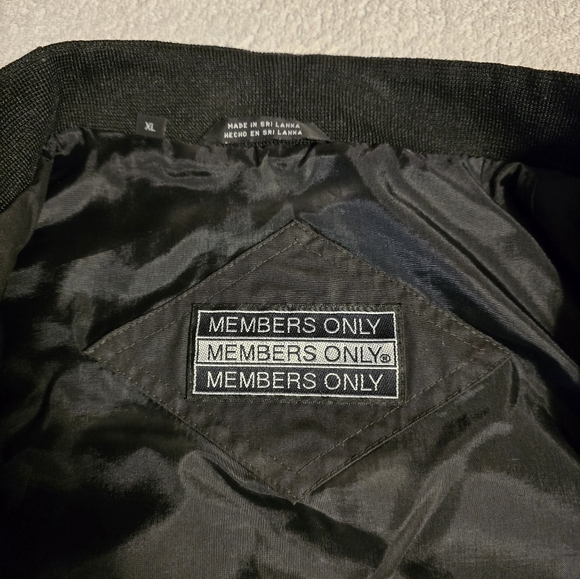 XL
MADE IN SRI LANKA
HECHO EN SRI LANKA
MEMBERS ONLY
MEMBERS ONLY®
MEMBERS ONLY